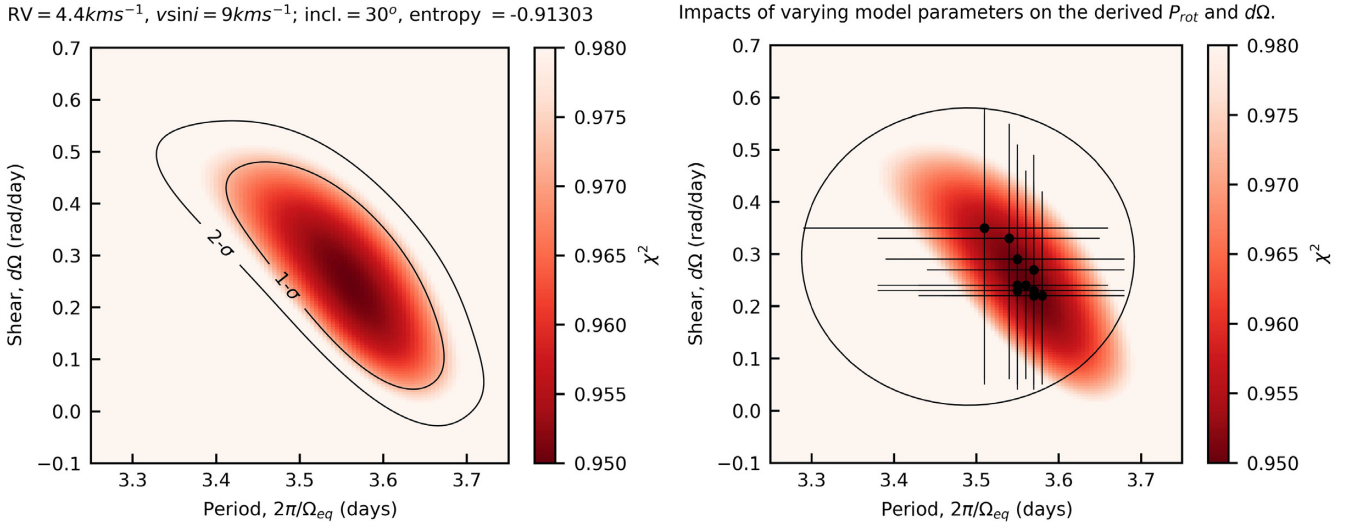 RV = 4.4kms⁻¹, vsini = 9kms⁻¹; incl. = 30ᵒ, entropy = -0.91303
0.7
0.6
0.5
0.4
0.3
0.2
0.1
0.0
−0.1
Shear, dΩ (rad/day)
2-σ
1-σ
3.3 3.4 3.5 3.6 3.7
Period, 2π/Ωeq (days)
0.980
0.975
0.970
0.965
0.960
0.955
0.950
χ²
Impacts of varying model parameters on the derived Prot and dΩ.
0.7
0.6
0.5
0.4
0.3
0.2
0.1
0.0
−0.1
Shear, dΩ (rad/day)
3.3 3.4 3.5 3.6 3.7
Period, 2π/Ωeq (days)
0.980
0.975
0.970
0.965
0.960
0.955
0.950
χ²